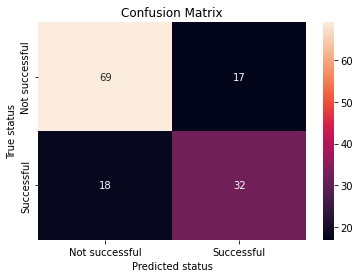 Confusion Matrix
True status
Not successful
Successful
69
17
18
32
Not successful
Successful
Predicted status
60
50
40
30
20